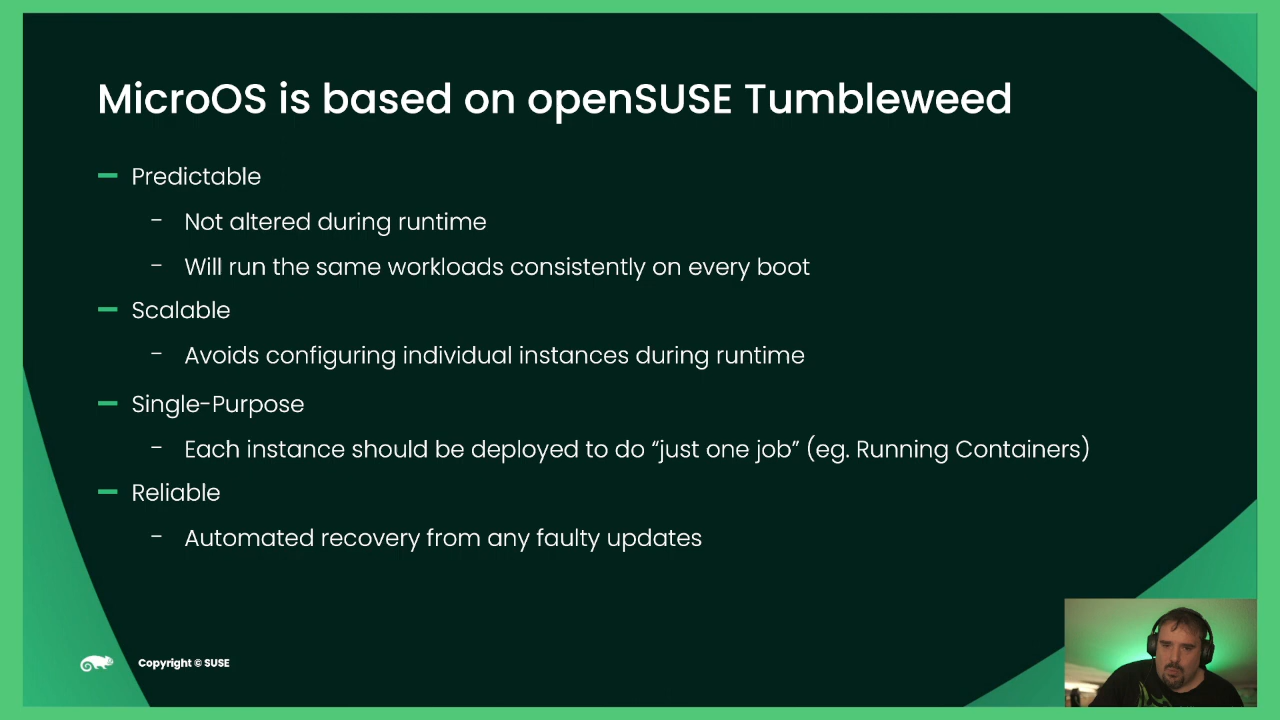 MicroOS is based on openSUSE Tumbleweed
— Predictable
– Not altered during runtime
– Will run the same workloads consistently on every boot
— Scalable
– Avoids configuring individual instances during runtime
— Single-Purpose
– Each instance should be deployed to do “just one job” (eg. Running Containers)
— Reliable
– Automated recovery from any faulty updates
Copyright © SUSE